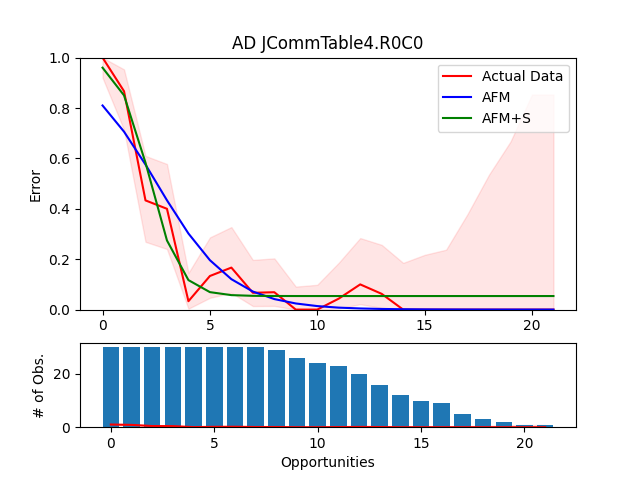 AD JCommTable4.R0C0
1.0
0.8
0.6
0.4
0.2
0.0
Error
Actual Data
AFM
AFM+S
0 5 10 15 20
20
0
# of Obs.
0 5 10 15 20
Opportunities